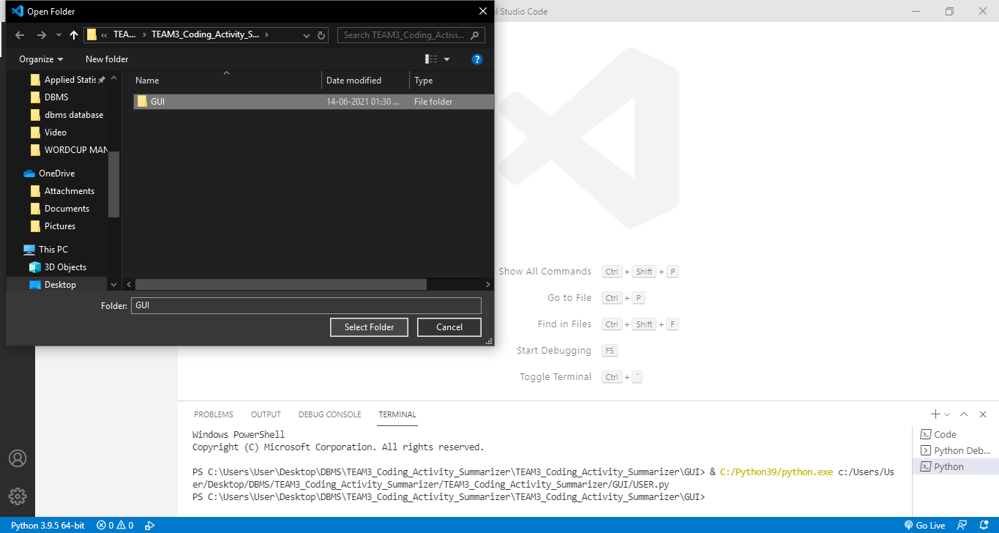 Open Folder
l Studio Code
« TEA... › TEAM3_Coding_Activity_S... ›
Search TEAM3_Coding_Activi...
Organize
New folder
?
Applied Statis
DBMS
dbms database
Video
WORDCUP MAN
OneDrive
Attachments
Documents
Pictures
This PC
3D Objects
Desktop
Name
Date modified
Type
GUI
14-06-2021 01:30 ...
File folder
Folder:
GUI
Select Folder
Cancel
Show All Commands Ctrl + Shift + P
Go to File Ctrl + P
Find in Files Ctrl + Shift + F
Start Debugging F5
Toggle Terminal Ctrl + `
PROBLEMS OUTPUT DEBUG CONSOLE TERMINAL
Windows PowerShell
Copyright (C) Microsoft Corporation. All rights reserved.
PS C:\Users\User\Desktop\DBMS\TEAM3_Coding_Activity_Summarizer\TEAM3_Coding_Activity_Summarizer\GUI> & C:/Python39/python.exe c:/Users/Us
er/Desktop/DBMS/TEAM3_Coding_Activity_Summarizer/TEAM3_Coding_Activity_Summarizer/GUI/USER.py
PS C:\Users\User\Desktop\DBMS\TEAM3_Coding_Activity_Summarizer\TEAM3_Coding_Activity_Summarizer\GUI>
Code
Python Deb...
Python
Python 3.9.5 64-bit
0
0
Go Live